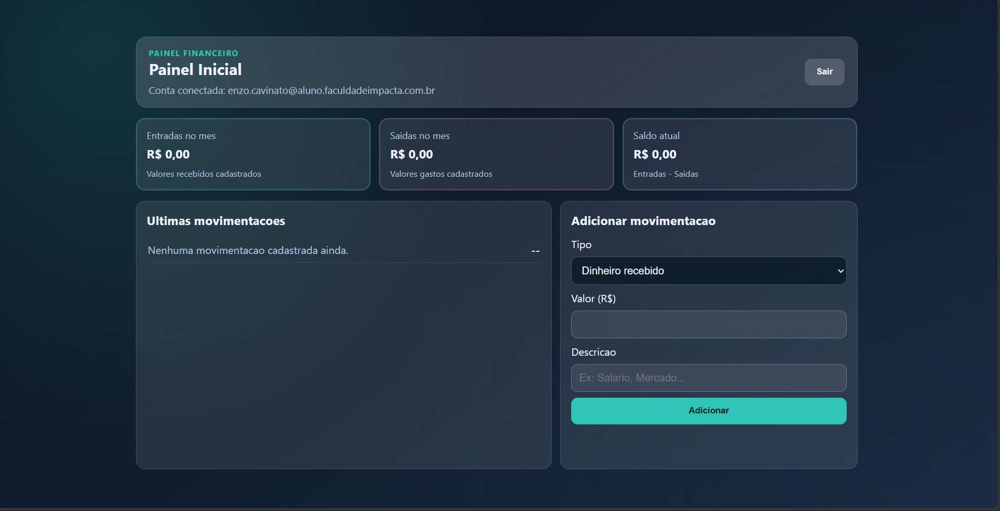 PAINEL FINANCEIRO
Painel Inicial
Conta conectada: enzo.cavinato@aluno.faculdadeimpacta.com.br
Sair
Entradas no mes
R$ 0,00
Valores recebidos cadastrados
Saidas no mes
R$ 0,00
Valores gastos cadastrados
Saldo atual
R$ 0,00
Entradas - Saidas
Ultimas movimentacoes
Nenhuma movimentacao cadastrada ainda. --
Adicionar movimentacao
Tipo
Dinheiro recebido
Valor (R$)
Descricao
Ex: Salario, Mercado...
Adicionar